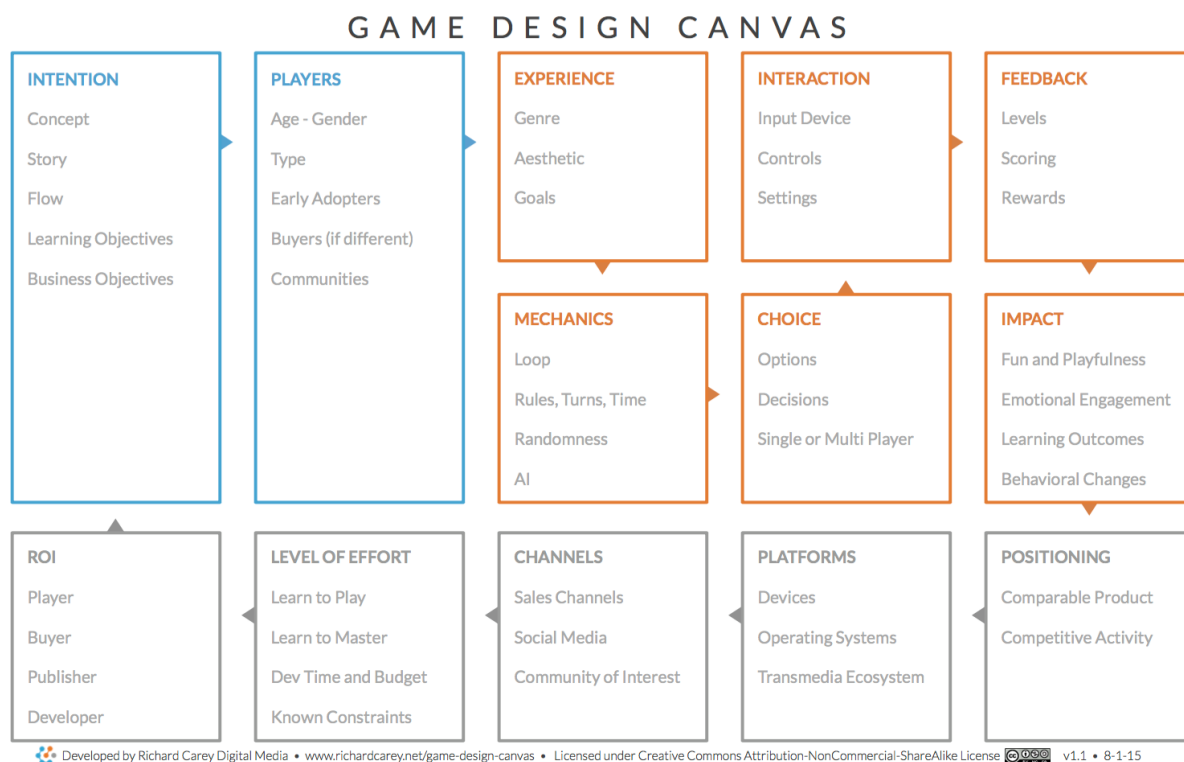 GAME DESIGN CANVAS
INTENTION
Concept
Story
Flow
Learning Objectives
Business Objectives
PLAYERS
Age - Gender
Type
Early Adopters
Buyers (if different)
Communities
EXPERIENCE
Genre
Aesthetic
Goals
MECHANICS
Loop
Rules, Turns, Time
Randomness
AI
CHOICE
Options
Decisions
Single or Multi Player
INTERACTION
Input Device
Controls
Settings
FEEDBACK
Levels
Scoring
Rewards
IMPACT
Fun and Playfulness
Emotional Engagement
Learning Outcomes
Behavioral Changes
POSITIONING
Comparable Product
Competitive Activity
PLATFORMS
Devices
Operating Systems
Transmedia Ecosystem
CHANNELS
Sales Channels
Social Media
Community of Interest
LEVEL OF EFFORT
Learn to Play
Learn to Master
Dev Time and Budget
Known Constraints
ROI
Player
Buyer
Publisher
Developer
Developed by Richard Carey Digital Media • www.richardcarey.net/game-design-canvas • Licensed under Creative Commons Attribution-NonCommercial-ShareAlike License v1.1 • 8-1-15